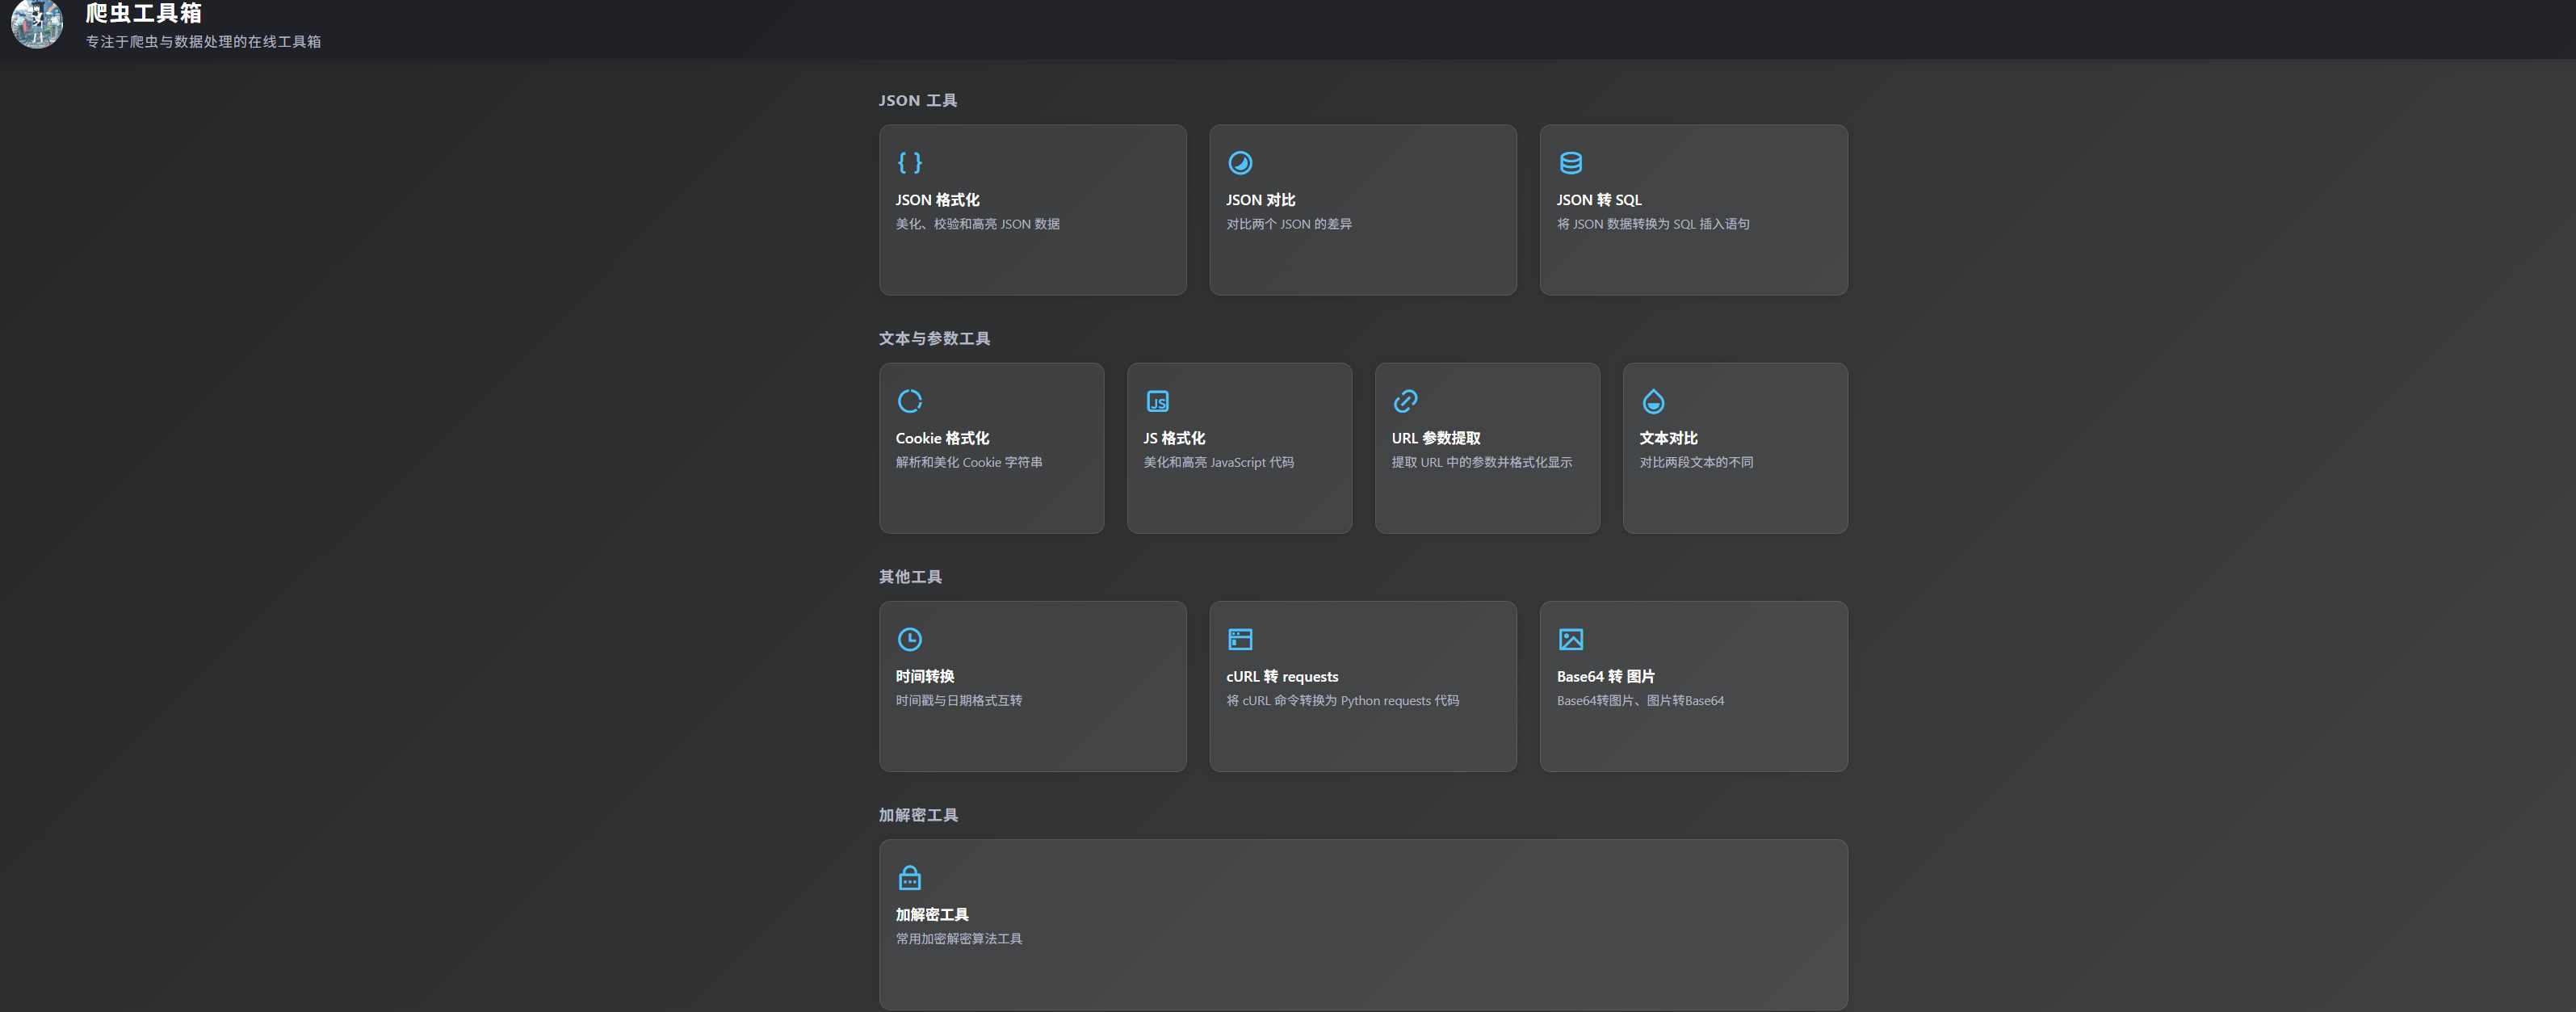 爬虫工具箱
专注于爬虫与数据处理的在线工具箱
JSON 工具
JSON 格式化
美化、校验和高亮 JSON 数据
JSON 对比
对比两个 JSON 的差异
JSON 转 SQL
将 JSON 数据转换为 SQL 插入语句
文本与参数工具
Cookie 格式化
解析和美化 Cookie 字符串
JS
JS 格式化
美化和高亮 JavaScript 代码
URL 参数提取
提取 URL 中的参数并格式化显示
文本对比
对比两段文本的不同
其他工具
时间转换
时间戳与日期格式互转
cURL 转 requests
将 cURL 命令转换为 Python requests 代码
Base64 转 图片
Base64转图片、图片转Base64
加解密工具
加解密工具
常用加密解密算法工具